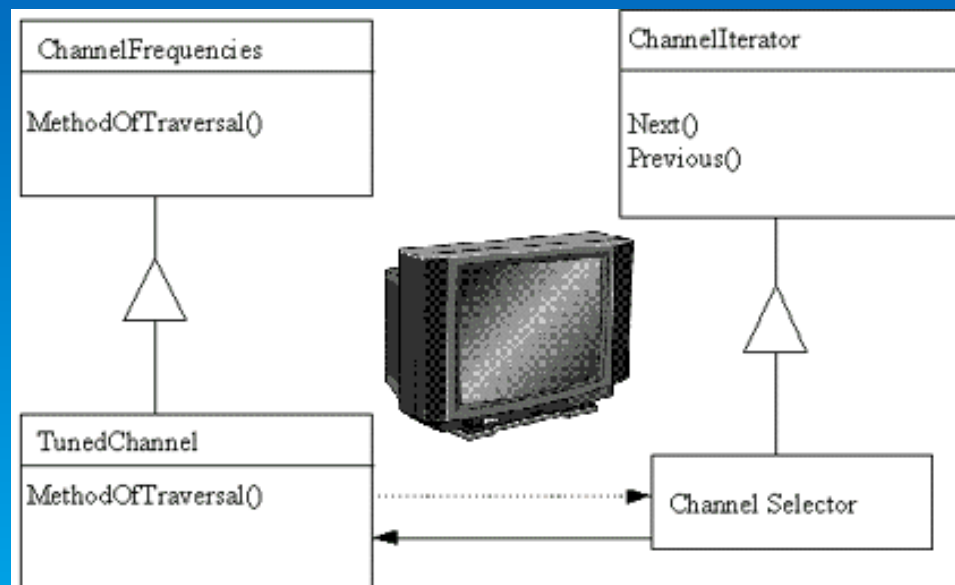 ChannelFrequencies
MethodOfTraversal()
ChannelIterator
Next()
Previous()
TunedChannel
MethodOfTraversal()
Channel Selector